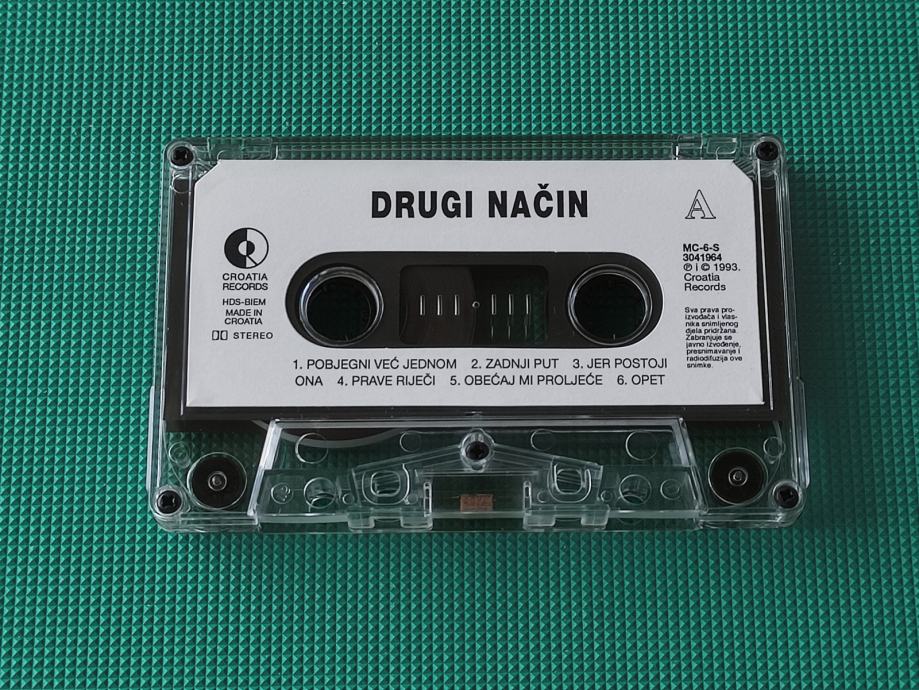 DRUGI NAČIN
A
CROATIA
RECORDS
HDS-BIEM
MADE IN
CROATIA
STEREO
MC-6-S
3041964
℗ i © 1993.
Croatia
Records
Sva prava pro-
izvođača i vlas-
nika snimljenog
djela pridržana.
Zabranjuje se
javno izvođenje,
presnimavanje i
radiodifuzija ove
snimke.
1. POBJEGNI VEĆ JEDNOM 2. ZADNJI PUT 3. JER POSTOJI
ONA 4. PRAVE RIJEČI 5. OBEĆAJ MI PROLJEĆE 6. OPET